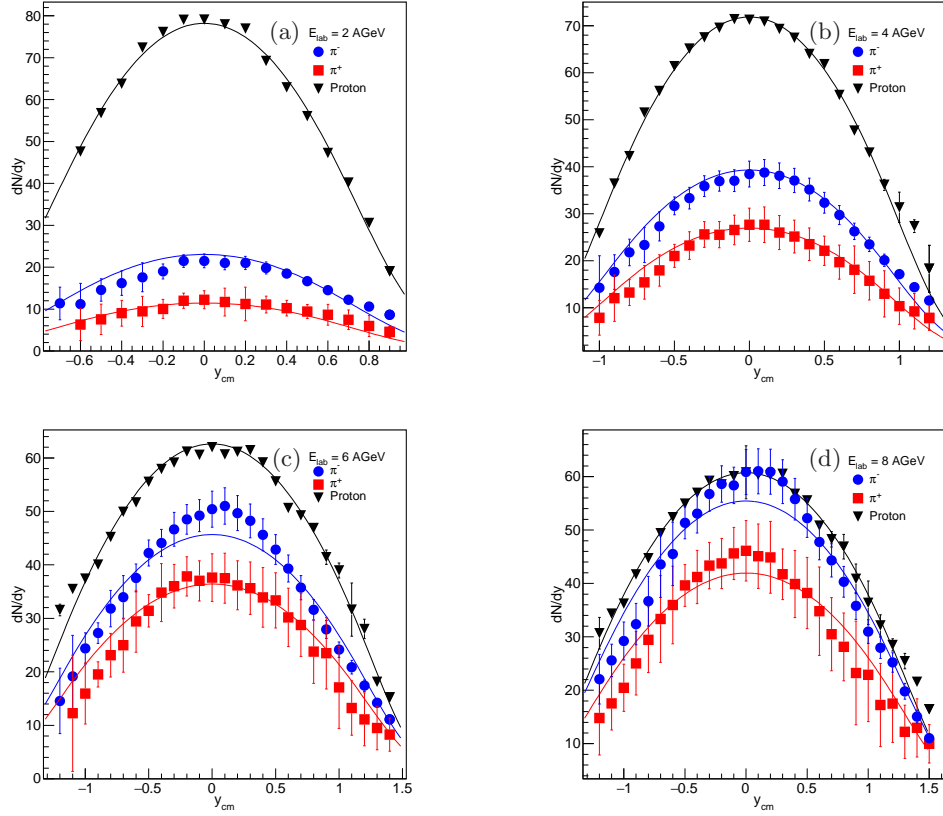 (a)
E_lab = 2 AGeV
π⁻
π⁺
Proton
dN/dy
80
70
60
50
40
30
20
10
0
−0.6 −0.4 −0.2 0 0.2 0.4 0.6 0.8
y_cm
(b)
E_lab = 4 AGeV
π⁻
π⁺
Proton
dN/dy
80
70
60
50
40
30
20
10
−1 −0.5 0 0.5 1
y_cm
(c)
E_lab = 6 AGeV
π⁻
π⁺
Proton
dN/dy
60
50
40
30
20
10
0
−1 −0.5 0 0.5 1 1.5
y_cm
(d)
E_lab = 8 AGeV
π⁻
π⁺
Proton
dN/dy
70
60
50
40
30
20
10
−1 −0.5 0 0.5 1 1.5
y_cm